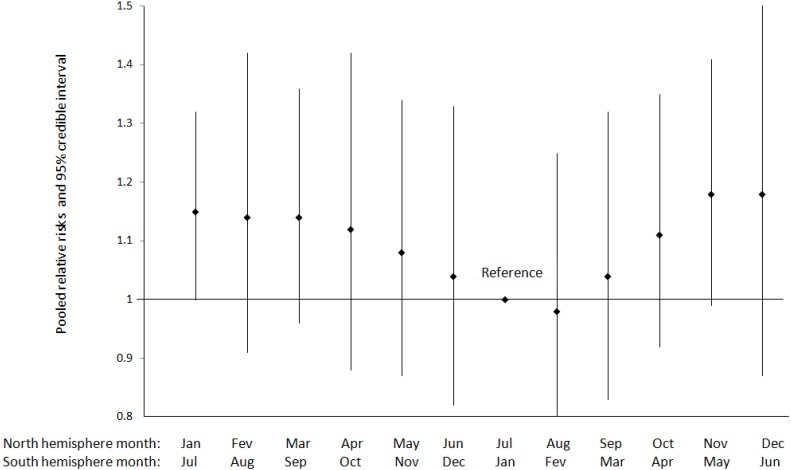 1.5
1.4
1.3
1.2
1.1
1
0.9
0.8
Pooled relative risks and 95% credible interval
Reference
North hemisphere month: Jan Fev Mar Apr May Jun Jul Aug Sep Oct Nov Dec
South hemisphere month: Jul Aug Sep Oct Nov Dec Jan Fev Mar Apr May Jun